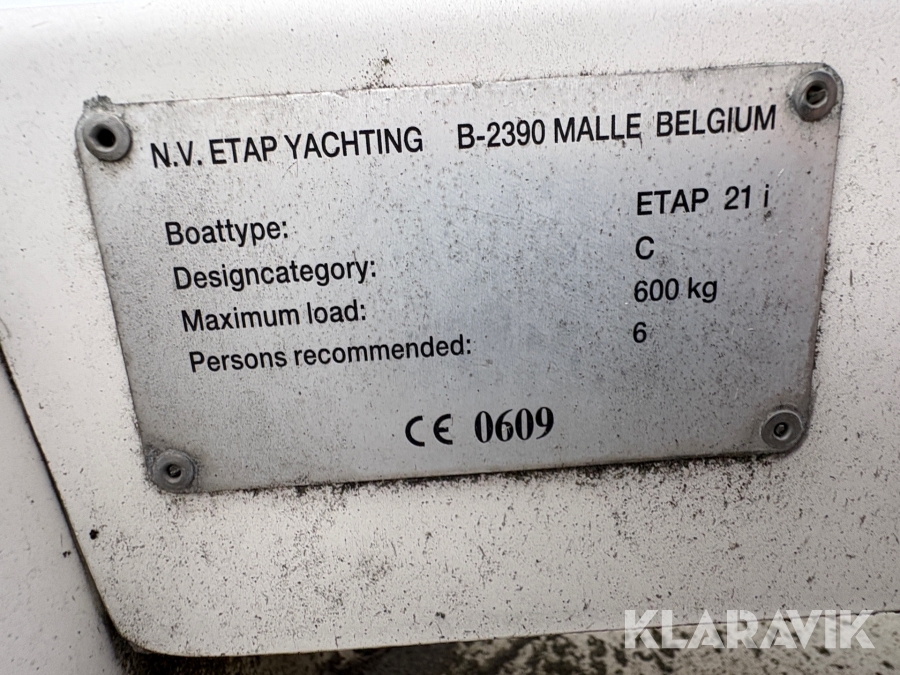 N.V. ETAP YACHTING B-2390 MALLE BELGIUM
Boattype: ETAP 21 i
Designcategory: C
Maximum load: 600 kg
Persons recommended: 6
CE 0609
KLARAVIK